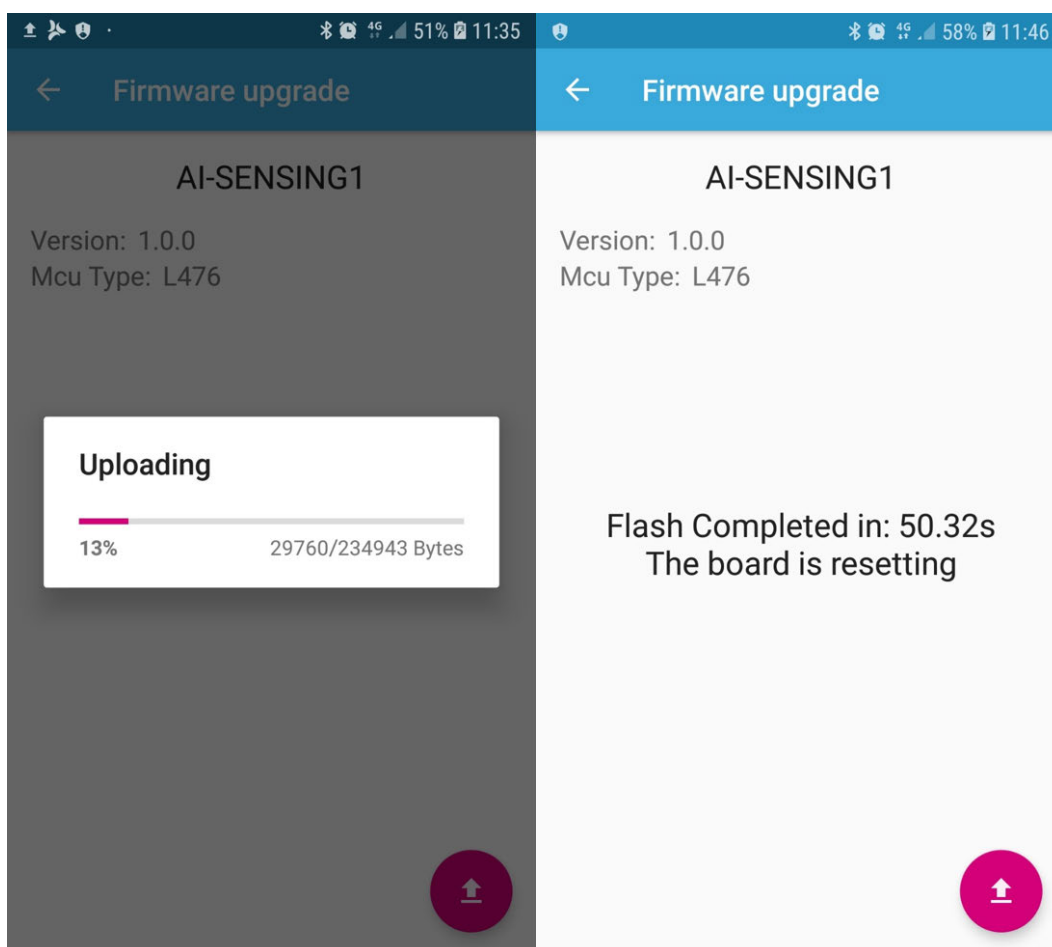 51% 11:35
Firmware upgrade
AI-SENSING1
Version: 1.0.0
Mcu Type: L476
Uploading
13% 29760/234943 Bytes
4G 58% 11:46
Firmware upgrade
AI-SENSING1
Version: 1.0.0
Mcu Type: L476
Flash Completed in: 50.32s
The board is resetting